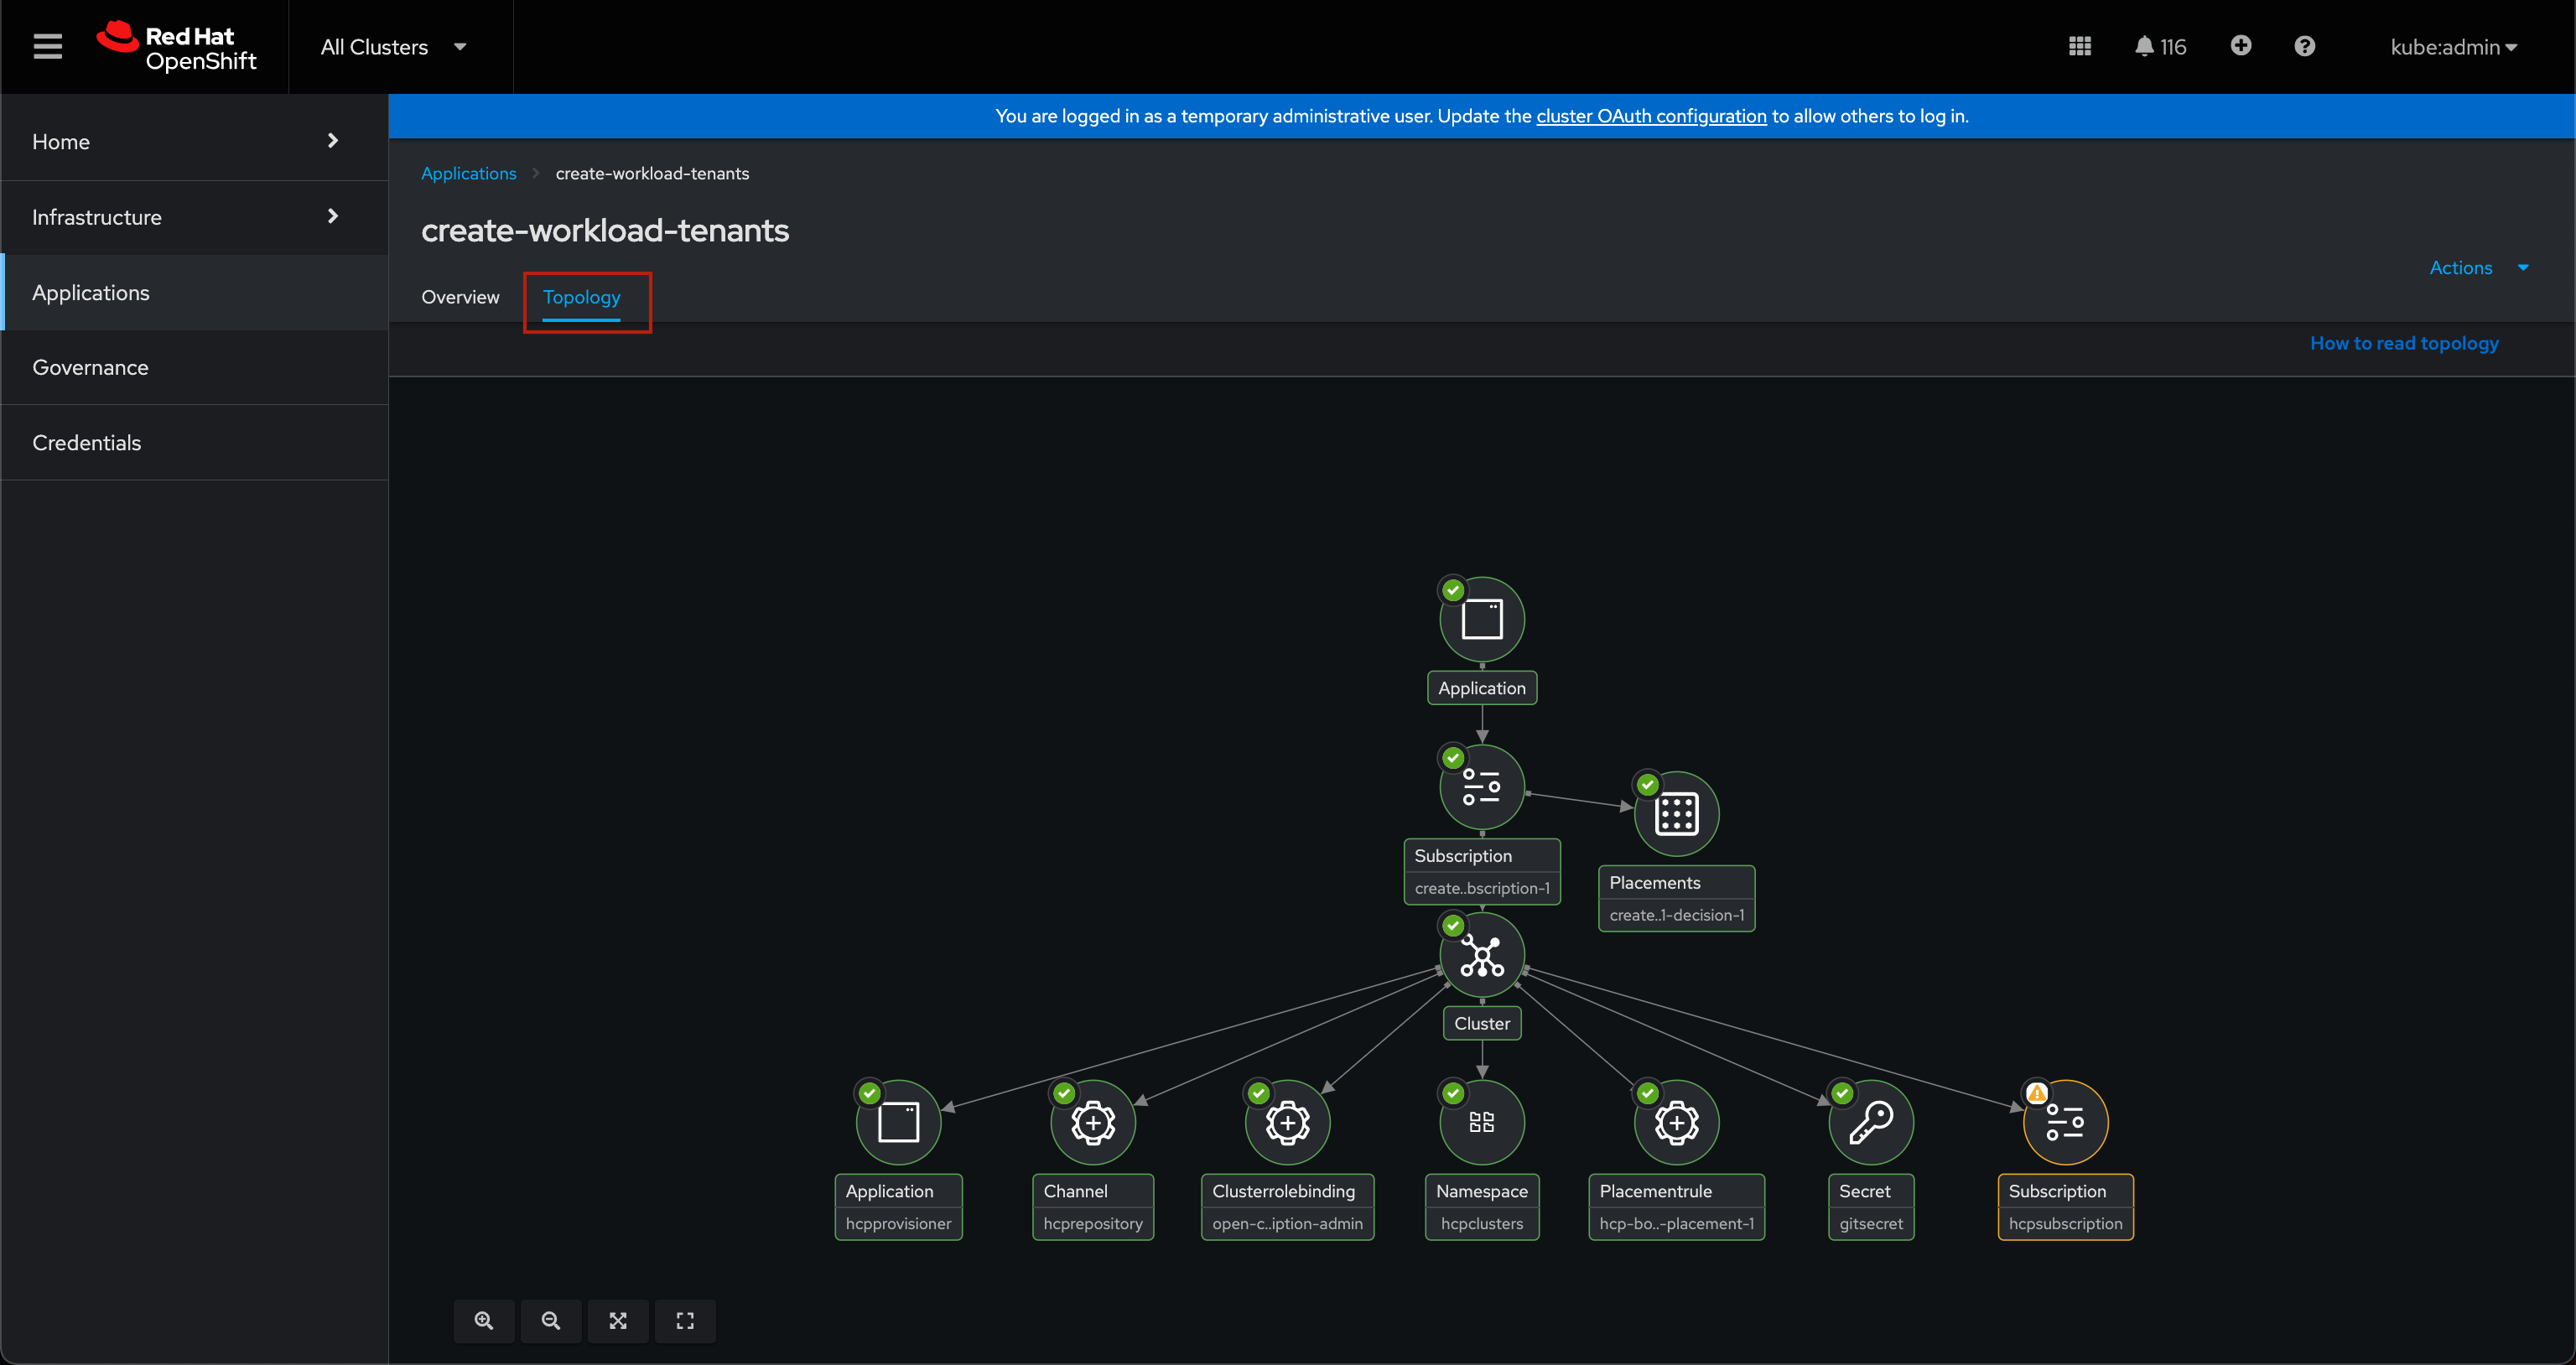 Red Hat
OpenShift
All Clusters
116
kube:admin
You are logged in as a temporary administrative user. Update the cluster OAuth configuration to allow others to log in.
Home
Infrastructure
Applications
Governance
Credentials
Applications
create-workload-tenants
create-workload-tenants
Actions
Overview
Topology
How to read topology
Application
Subscription
create..bscription-1
Placements
create..1-decision-1
Cluster
Application
hcpprovisioner
Channel
hcprepository
Clusterrolebinding
open-c..iption-admin
Namespace
hcpclusters
Placementrule
hcp-bo..-placement-1
Secret
gitsecret
Subscription
hcpsubscription